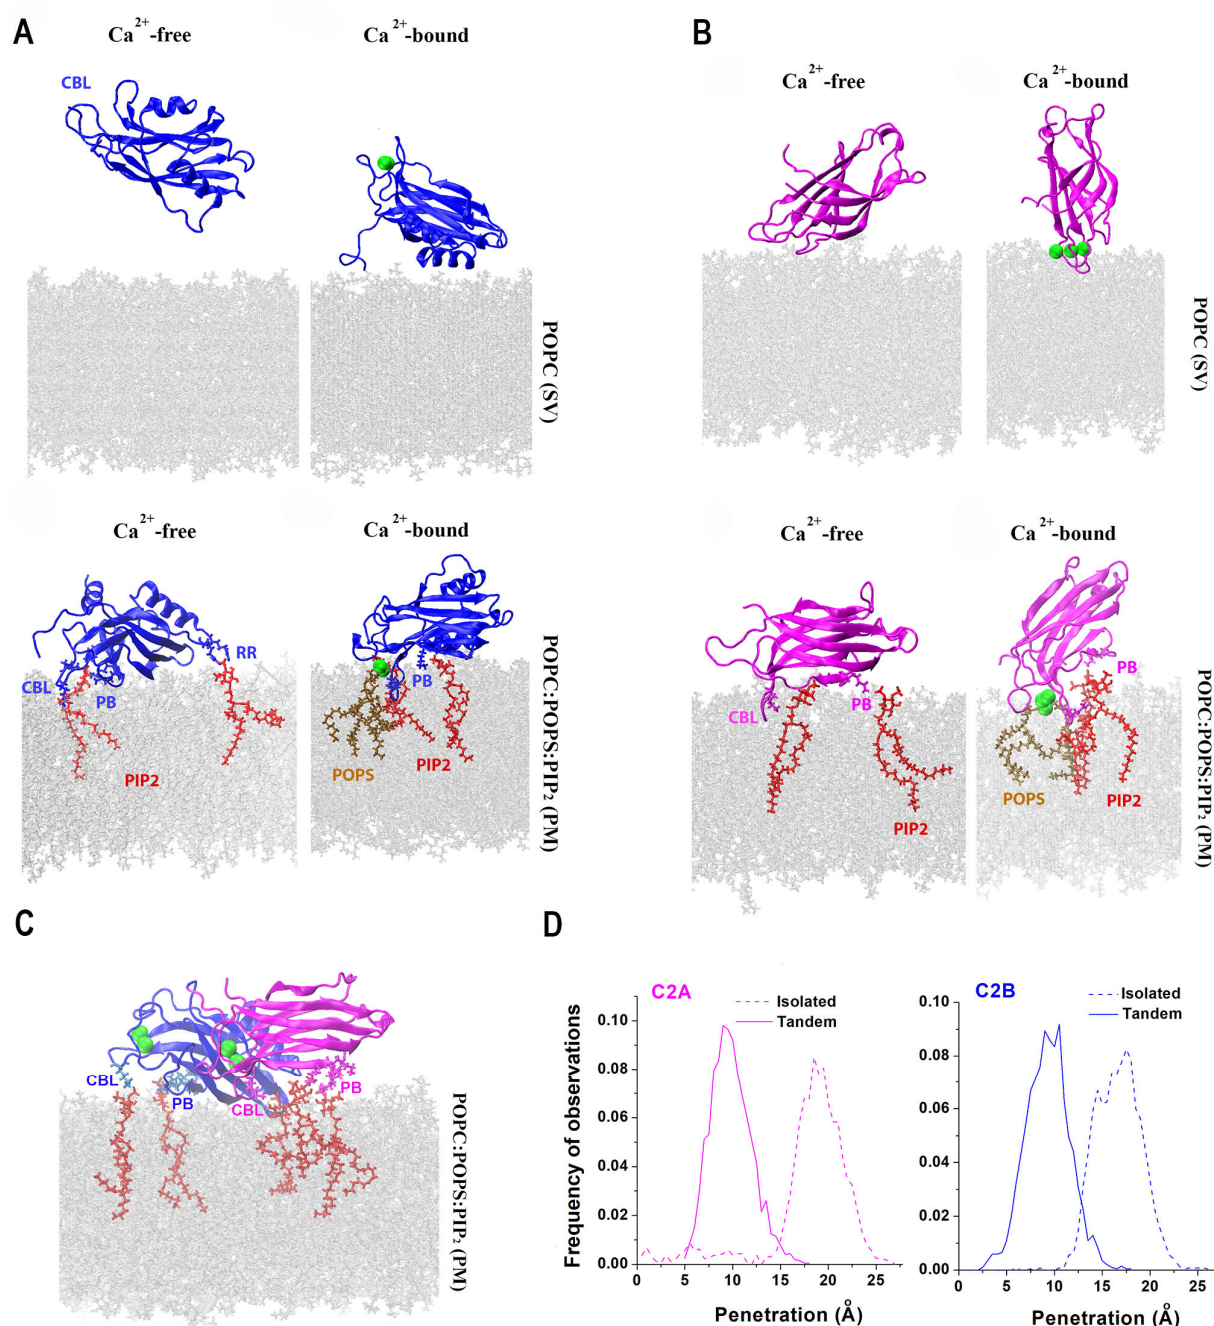 A
Ca2+-free
Ca2+-bound
CBL
POPC (SV)
Ca2+-free
Ca2+-bound
CBL
PB
RR
PIP2
PB
POPS
PIP2
POPC:POPS:PIP₂ (PM)
B
Ca2+-free
Ca2+-bound
POPC (SV)
Ca2+-free
Ca2+-bound
CBL
PB
PIP2
PB
POPS
PIP2
POPC:POPS:PIP₂ (PM)
C
CBL
PB
CBL
PB
POPC:POPS:PIP₂ (PM)
D
C2A
Isolated
Tandem
Frequency of observations
0.10
0.08
0.06
0.04
0.02
0.00
0 5 10 15 20 25
Penetration (Å)
C2B
Isolated
Tandem
0.10
0.08
0.06
0.04
0.02
0.00
0 5 10 15 20 25
Penetration (Å)